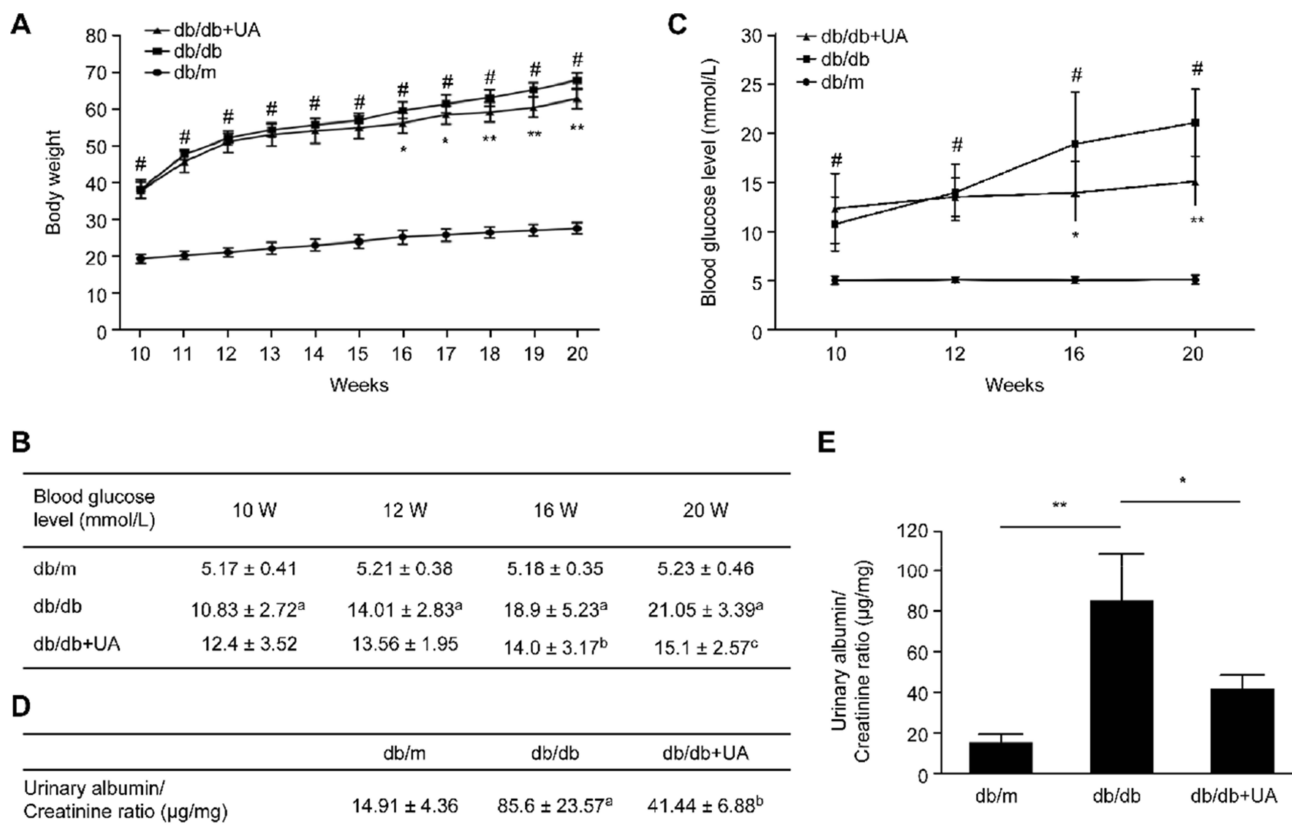 A
db/db+UA
db/db
db/m
Body weight
80
70
60
50
40
30
20
10
0
# # # # # # # # # # #
* * ** ** **
10 11 12 13 14 15 16 17 18 19 20
Weeks
C
db/db+UA
db/db
db/m
Blood glucose level (mmol/L)
30
25
20
15
10
5
0
# # # #
* **
10 12 16 20
Weeks
B
Blood glucose
level (mmol/L) 10 W 12 W 16 W 20 W
db/m 5.17 ± 0.41 5.21 ± 0.38 5.18 ± 0.35 5.23 ± 0.46
db/db 10.83 ± 2.72ᵃ 14.01 ± 2.83ᵃ 18.9 ± 5.23ᵃ 21.05 ± 3.39ᵃ
db/db+UA 12.4 ± 3.52 13.56 ± 1.95 14.0 ± 3.17ᵇ 15.1 ± 2.57ᶜ
D
db/m db/db db/db+UA
Urinary albumin/
Creatinine ratio (µg/mg) 14.91 ± 4.36 85.6 ± 23.57ᵃ 41.44 ± 6.88ᵇ
E
Urinary albumin/
Creatinine ratio (µg/mg)
** *
120
100
80
60
40
20
0
db/m db/db db/db+UA